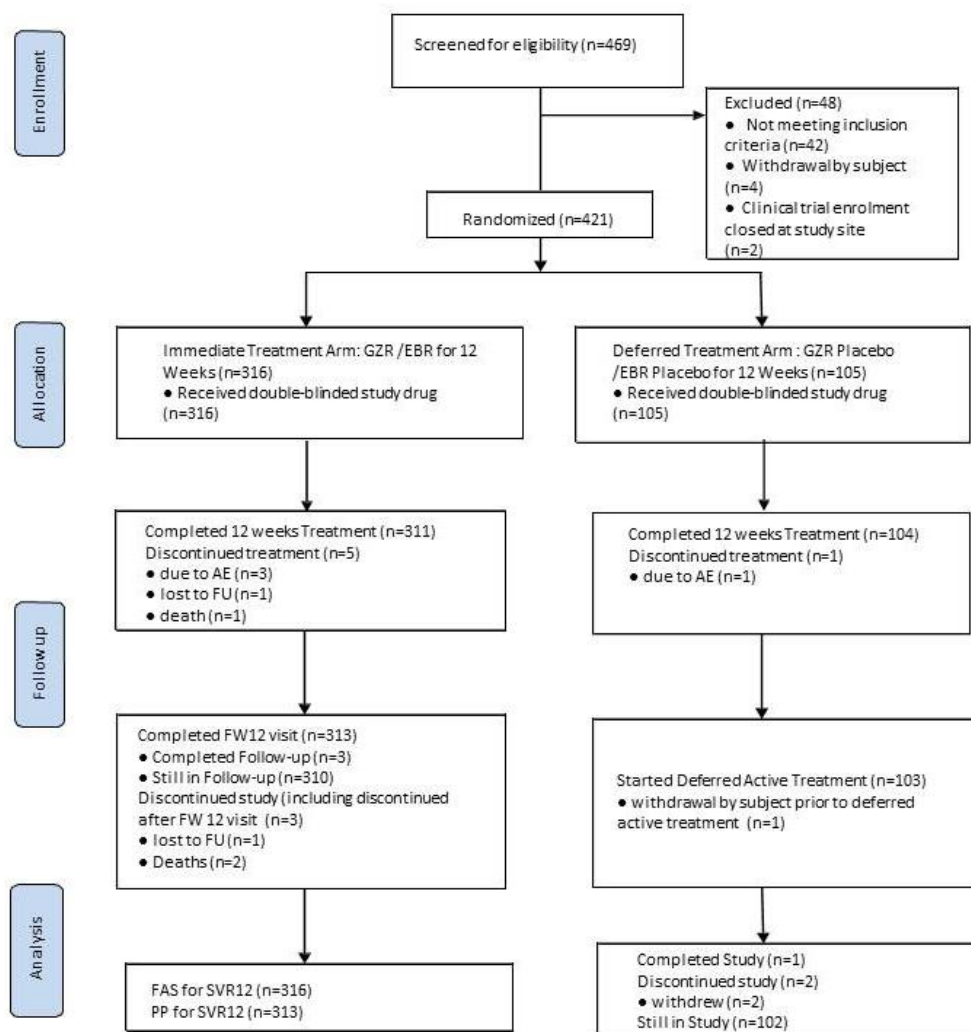 Enrollment
Screened for eligibility (n=469)
Excluded (n=48)
● Not meeting inclusion
criteria (n=42)
● Withdrawal by subject
(n=4)
● Clinical trial enrolment
closed at study site
(n=2)
Randomized (n=421)
Allocation
Immediate Treatment Arm: GZR /EBR for 12
Weeks (n=316)
● Received double-blinded study drug
(n=316)
Deferred Treatment Arm : GZR Placebo
/EBR Placebo for 12 Weeks (n=105)
● Received double-blinded study drug
(n=105)
Follow up
Completed 12 weeks Treatment (n=311)
Discontinued treatment (n=5)
● due to AE (n=3)
● lost to FU (n=1)
● death (n=1)
Completed 12 weeks Treatment (n=104)
Discontinued treatment (n=1)
● due to AE (n=1)
Completed FW12 visit (n=313)
● Completed Follow-up (n=3)
● Still in Follow-up (n=310)
Discontinued study (including discontinued
after FW 12 visit (n=3)
● lost to FU (n=1)
● Deaths (n=2)
Started Deferred Active Treatment (n=103)
● withdrawal by subject prior to deferred
active treatment (n=1)
Analysis
FAS for SVR12 (n=316)
PP for SVR12 (n=313)
Completed Study (n=1)
Discontinued study (n=2)
● withdrew (n=2)
Still in Study (n=102)